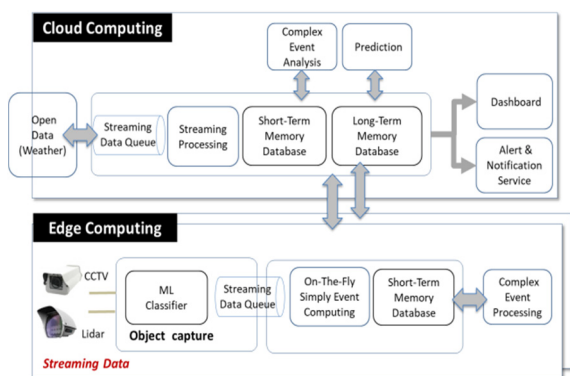 Cloud Computing
Complex
Event
Analysis
Prediction
Open
Data
(Weather)
Streaming
Data Queue
Streaming
Processing
Short-Term
Memory
Database
Long-Term
Memory
Database
Dashboard
Alert &
Notification
Service
Edge Computing
CCTV
Lidar
ML
Classifier
Object capture
Streaming
Data Queue
On-The-Fly
Simply Event
Computing
Short-Term
Memory
Database
Complex
Event
Processing
Streaming Data